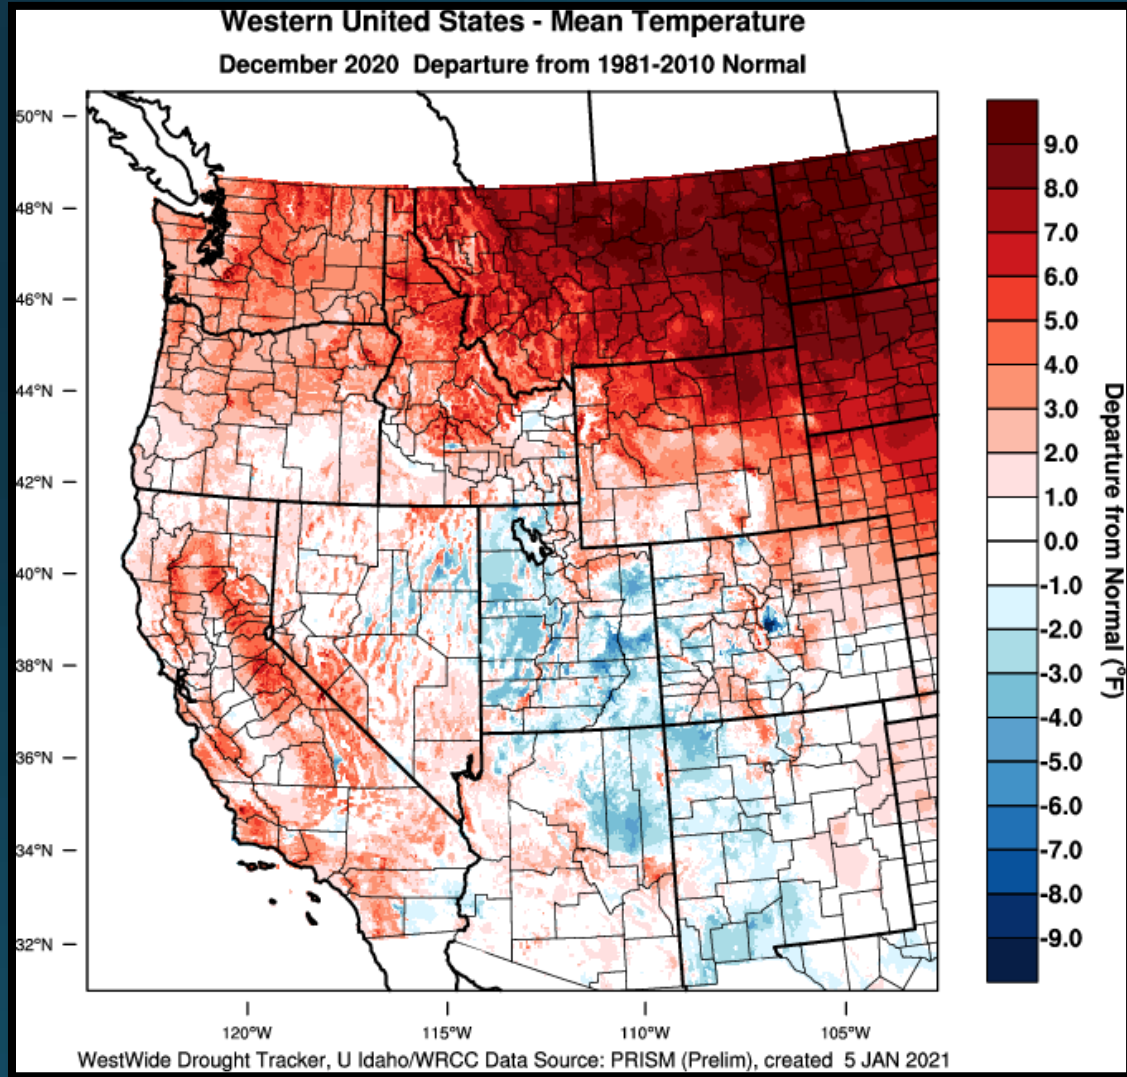 Western United States - Mean Temperature
December 2020 Departure from 1981-2010 Normal
50°N
48°N
46°N
44°N
42°N
40°N
38°N
36°N
34°N
32°N
120°W
115°W
110°W
105°W
9.0
8.0
7.0
6.0
5.0
4.0
3.0
2.0
1.0
0.0
-1.0
-2.0
-3.0
-4.0
-5.0
-6.0
-7.0
-8.0
-9.0
Departure from Normal (°F)
WestWide Drought Tracker, U Idaho/WRCC Data Source: PRISM (Prelim), created 5 JAN 2021